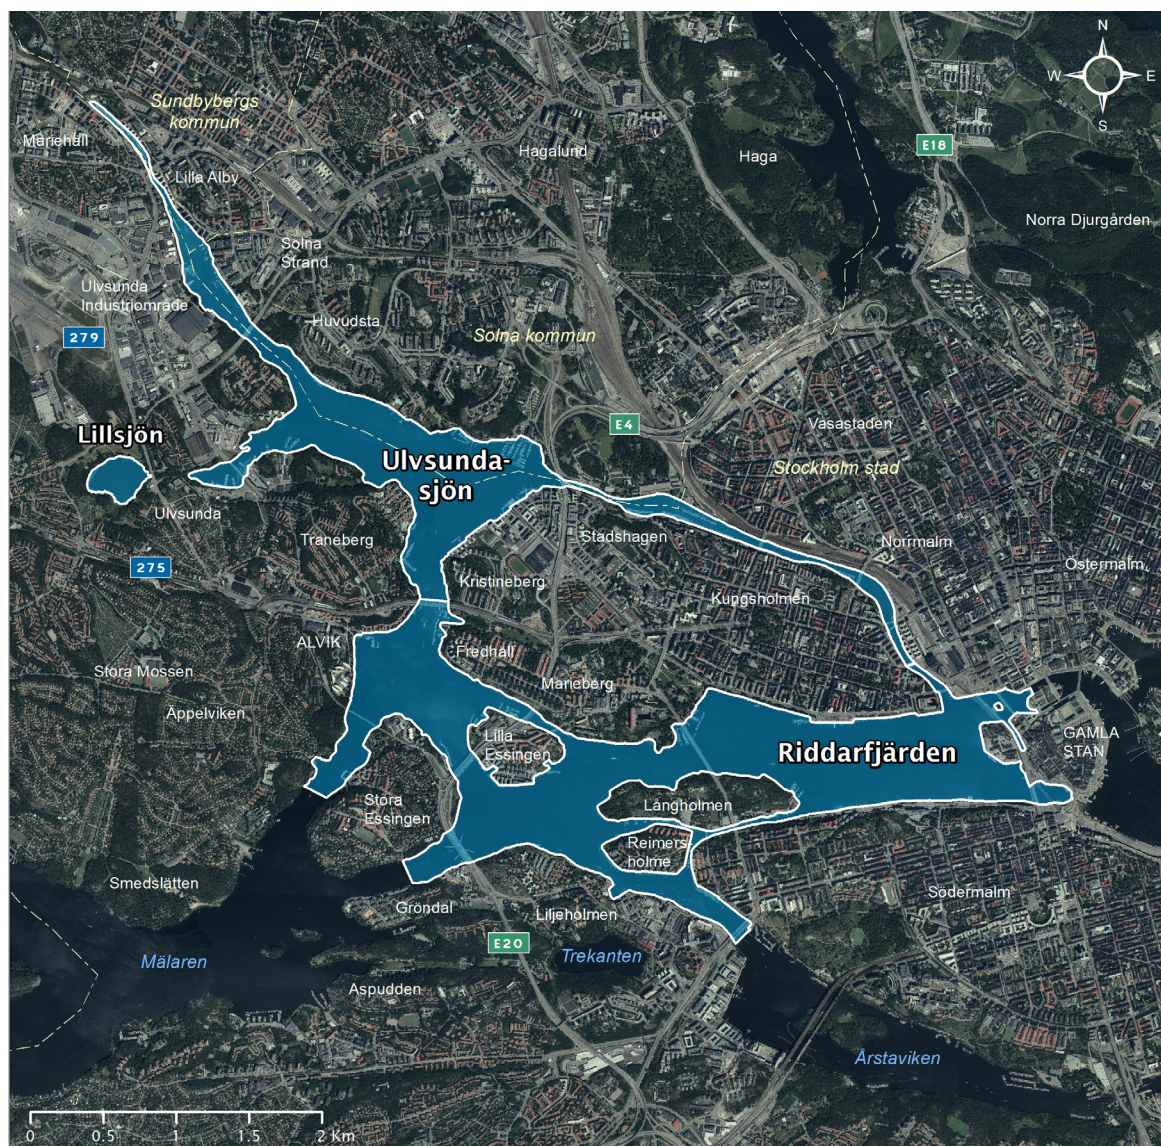 N
W
E
S
Sundbybergs
kommun
Mariehäll
Lilla Alby
Hagalund
Haga
E18
Norra Djurgården
Solna
Strand
Ulvsunda
Industriområde
Huvudsta
Solna kommun
279
E4
Vasastaden
Lillsjön
Ulvsunda-
sjön
Stockholm stad
Ulvsunda
Traneberg
Stadshagen
Norrmalm
Östermalm
275
Kristineberg
Kungsholmen
ALVIK
Fredhäll
Stora Mossen
Marieberg
Äppelviken
Lilla
Essingen
Riddarfjärden
GAMLA
STAN
Stora
Essingen
Långholmen
Reimers-
holme
Smedslätten
Gröndal
Liljeholmen
Södermalm
E20
Mälaren
Trekanten
Aspudden
Årstaviken
0 0.5 1 1.5 2 Km